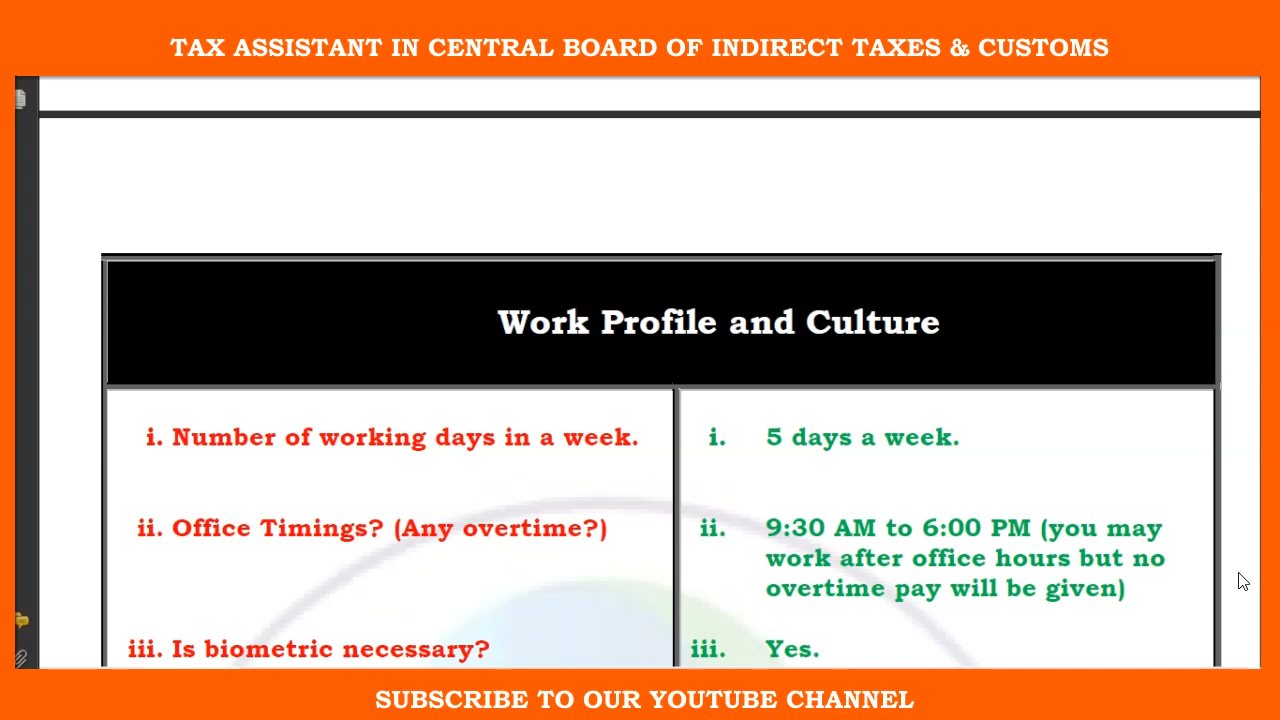 TAX ASSISTANT IN CENTRAL BOARD OF INDIRECT TAXES & CUSTOMS
Work Profile and Culture
i. Number of working days in a week.
i. 5 days a week.
ii. Office Timings? (Any overtime?)
ii. 9:30 AM to 6:00 PM (you may
work after office hours but no
overtime pay will be given)
iii. Is biometric necessary?
iii. Yes.
SUBSCRIBE TO OUR YOUTUBE CHANNEL